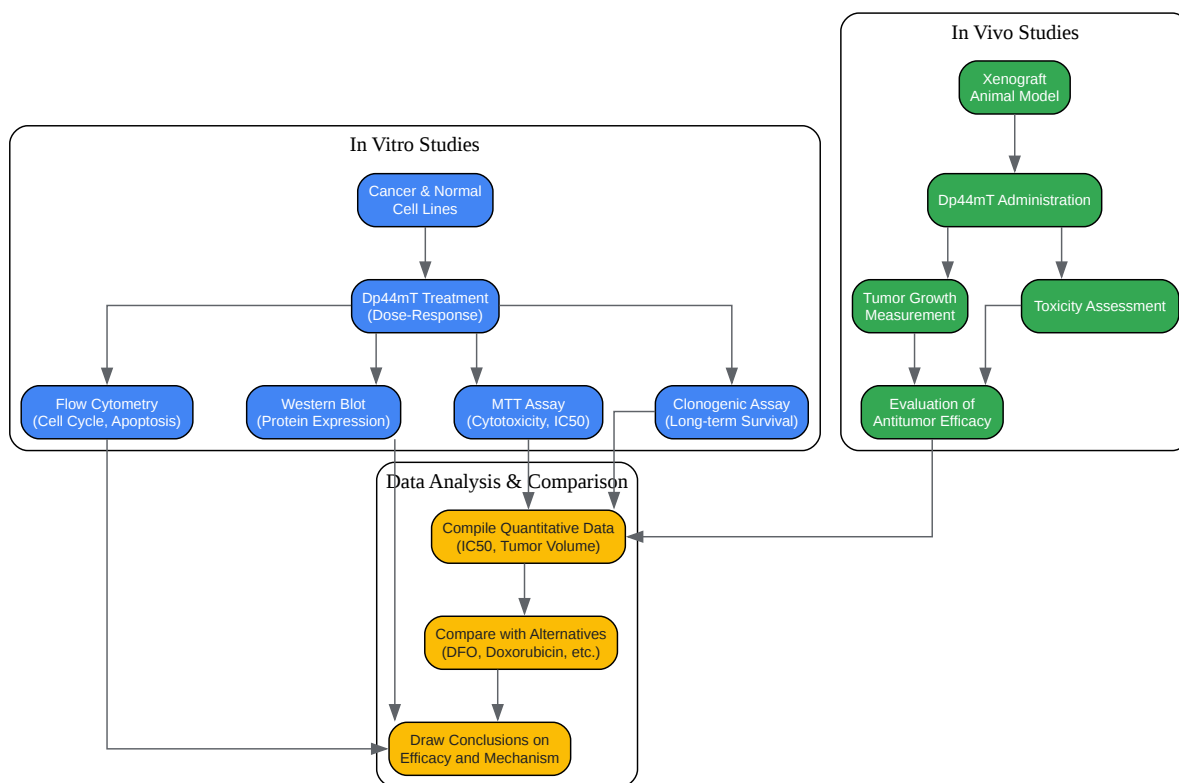 In Vivo Studies
Xenograft
Animal Model
Dp44mT Administration
Tumor Growth
Measurement
Toxicity Assessment
Evaluation of
Antitumor Efficacy
In Vitro Studies
Cancer & Normal
Cell Lines
Dp44mT Treatment
(Dose-Response)
Flow Cytometry
(Cell Cycle, Apoptosis)
Western Blot
(Protein Expression)
MTT Assay
(Cytotoxicity, IC50)
Clonogenic Assay
(Long-term Survival)
Data Analysis & Comparison
Compile Quantitative Data
(IC50, Tumor Volume)
Compare with Alternatives
(DFO, Doxorubicin, etc.)
Draw Conclusions on
Efficacy and Mechanism